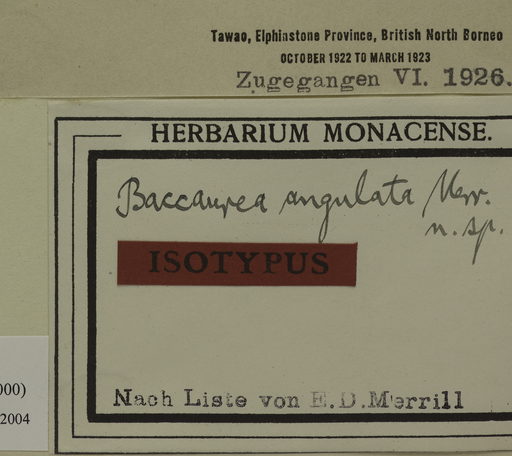 Tawao, Elphinstone Province, British North Borneo
OCTOBER 1922 TO MARCH 1923
Zugegangen VI. 1926.
HERBARIUM MONACENSE.
Baccaurea angulata Merr.
n. sp.
ISOTYPUS
000)
2004
Nach Liste von E.D.Merrill